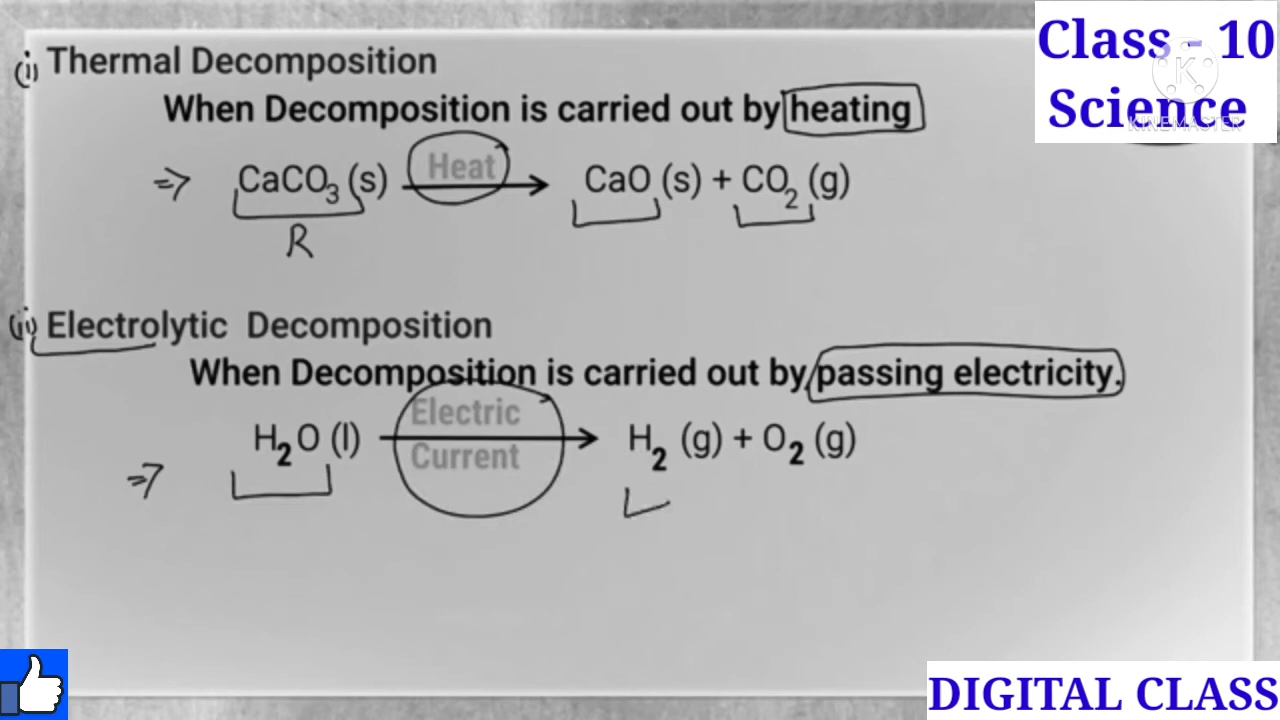 Class - 10
Science
KINEMASTER
(i) Thermal Decomposition
When Decomposition is carried out by heating
⇒ CaCO₃ (s) Heat → CaO (s) + CO₂ (g)
R
(ii) Electrolytic Decomposition
When Decomposition is carried out by passing electricity.
Electric
⇒ H₂O (l) → H₂ (g) + O₂ (g)
Current
DIGITAL CLASS